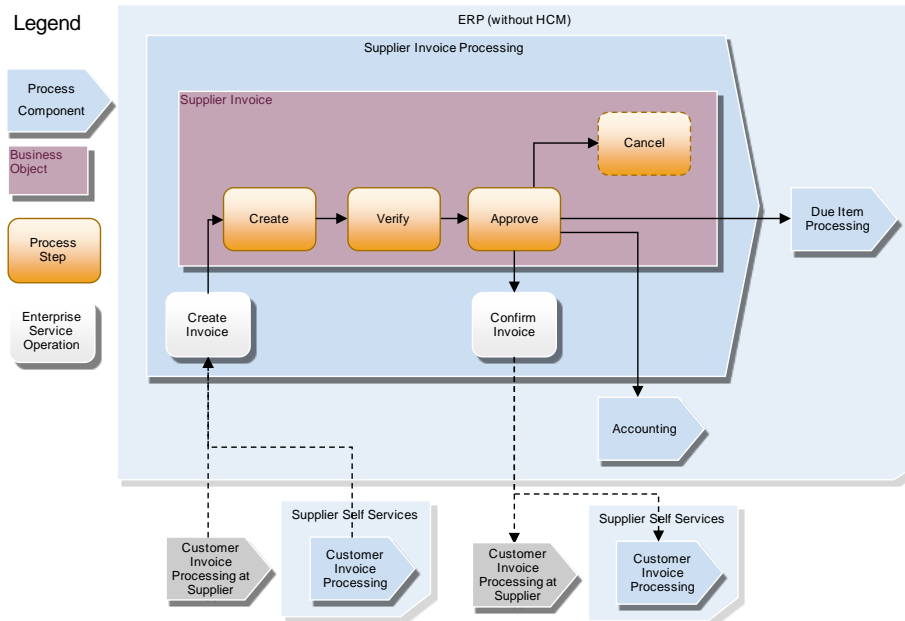 Legend
Process
Component
Business
Object
Process
Step
Enterprise
Service
Operation
ERP (without HCM)
Supplier Invoice Processing
Supplier Invoice
Cancel
Create
Verify
Approve
Due Item
Processing
Create
Invoice
Confirm
Invoice
Accounting
Customer
Invoice
Processing at
Supplier
Supplier Self Services
Customer
Invoice
Processing
Customer
Invoice
Processing at
Supplier
Supplier Self Services
Customer
Invoice
Processing